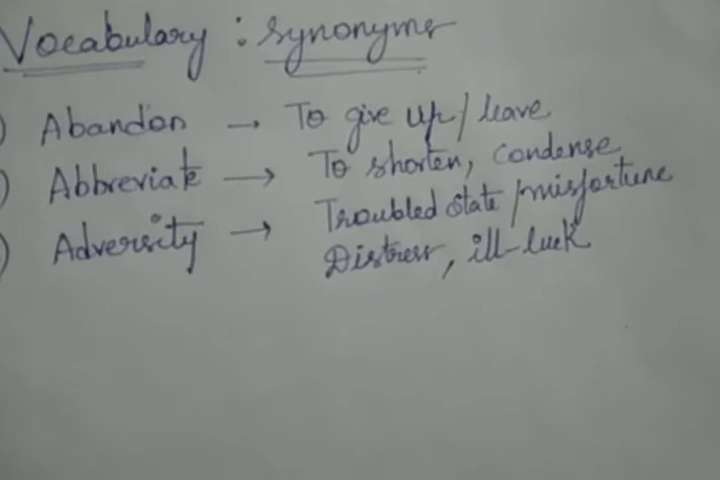 Vocabulary : Synonyms
) Abandon → To give up / leave
) Abbreviate → To shorten, condense
) Adversity → Troubled state / misfortune
Distress, ill-luck